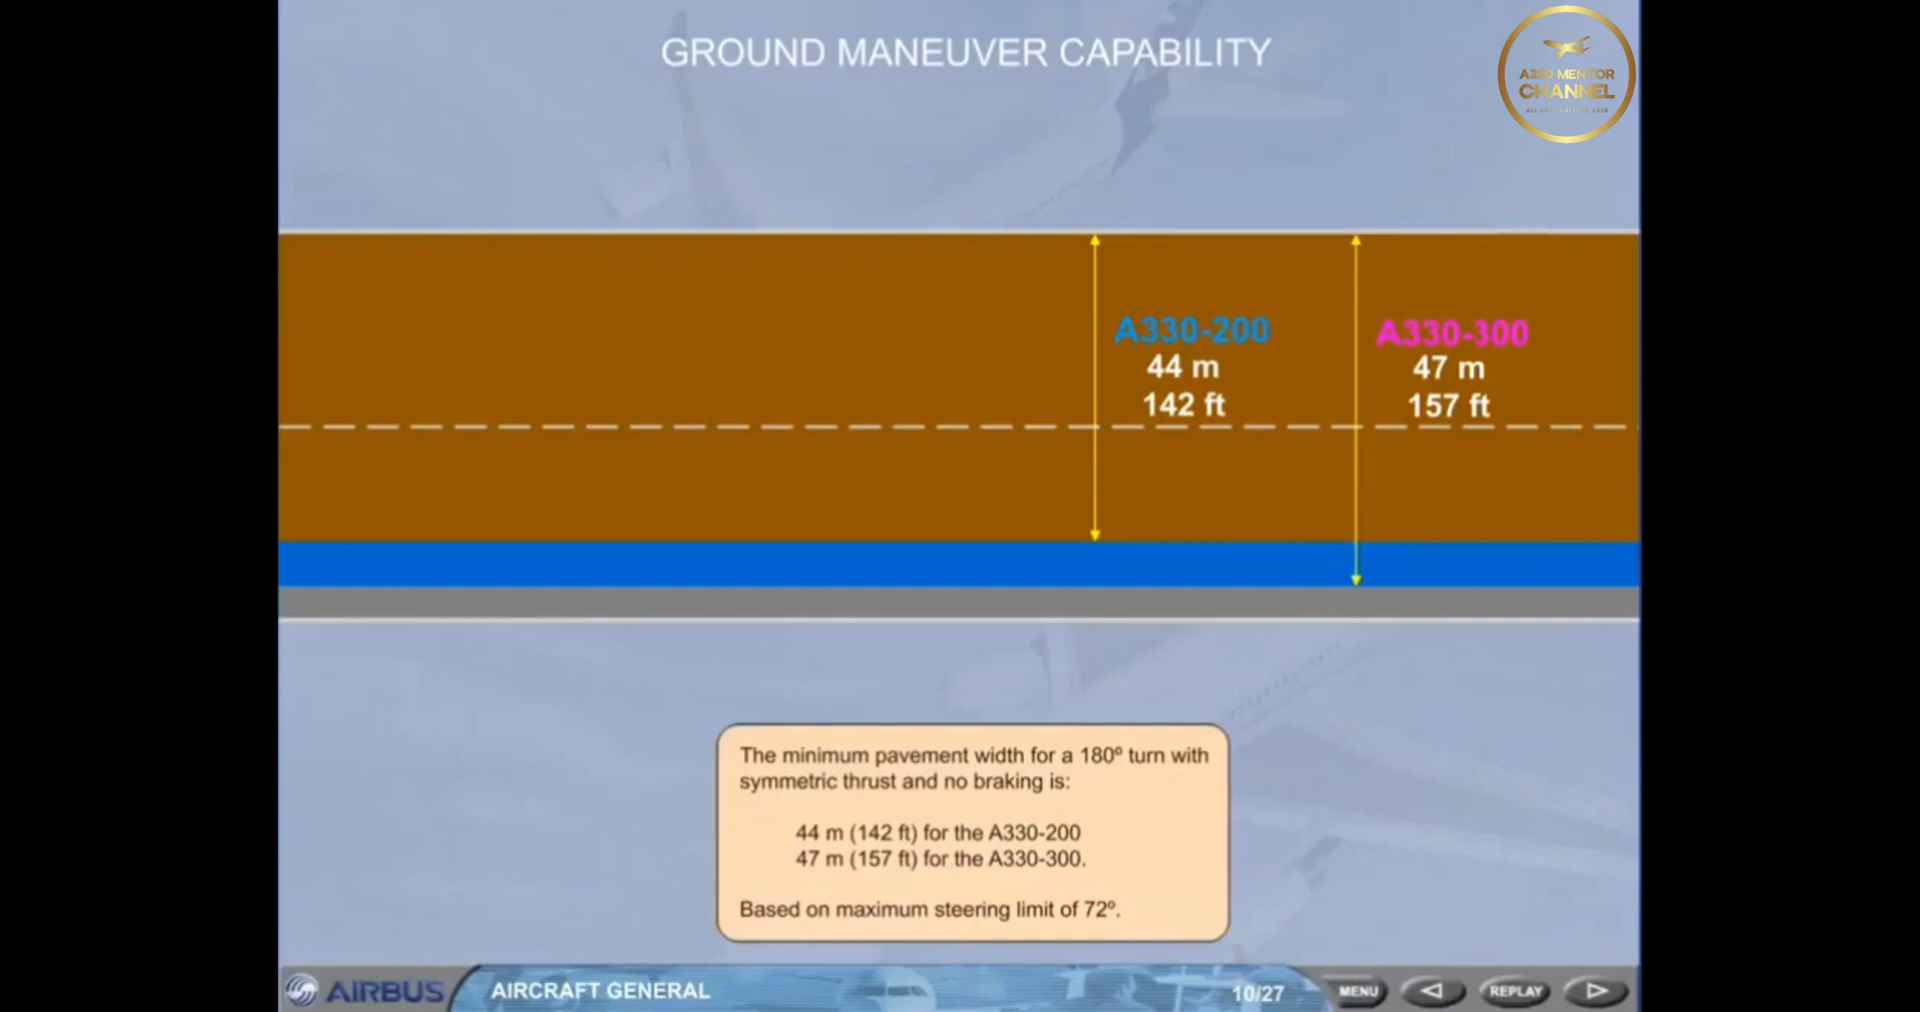 GROUND MANEUVER CAPABILITY
A330 MENTOR
CHANNEL
A330-200
44 m
142 ft
A330-300
47 m
157 ft
The minimum pavement width for a 180º turn with
symmetric thrust and no braking is:
44 m (142 ft) for the A330-200
47 m (157 ft) for the A330-300.
Based on maximum steering limit of 72º.
AIRBUS
AIRCRAFT GENERAL
10/27
MENU
REPLAY